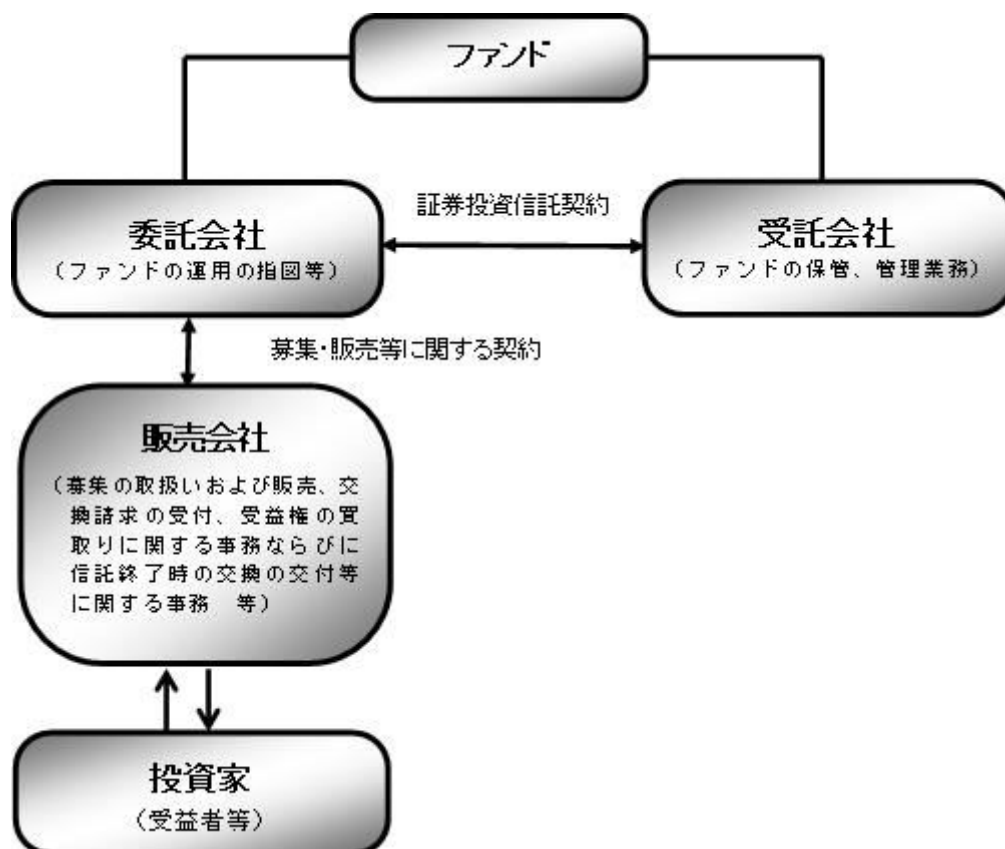 ファンド
証券投資信託契約
委託会社
(ファンドの運用の指図等)
受託会社
(ファンドの保管、管理業務)
募集・販売等に関する契約
販売会社
(募集の取扱いおよび販売、交
換請求の受付、受益権の買
取りに関する事務ならびに
信託終了時の交換の交付等
に関する事務 等)
投資家
(受益者等)